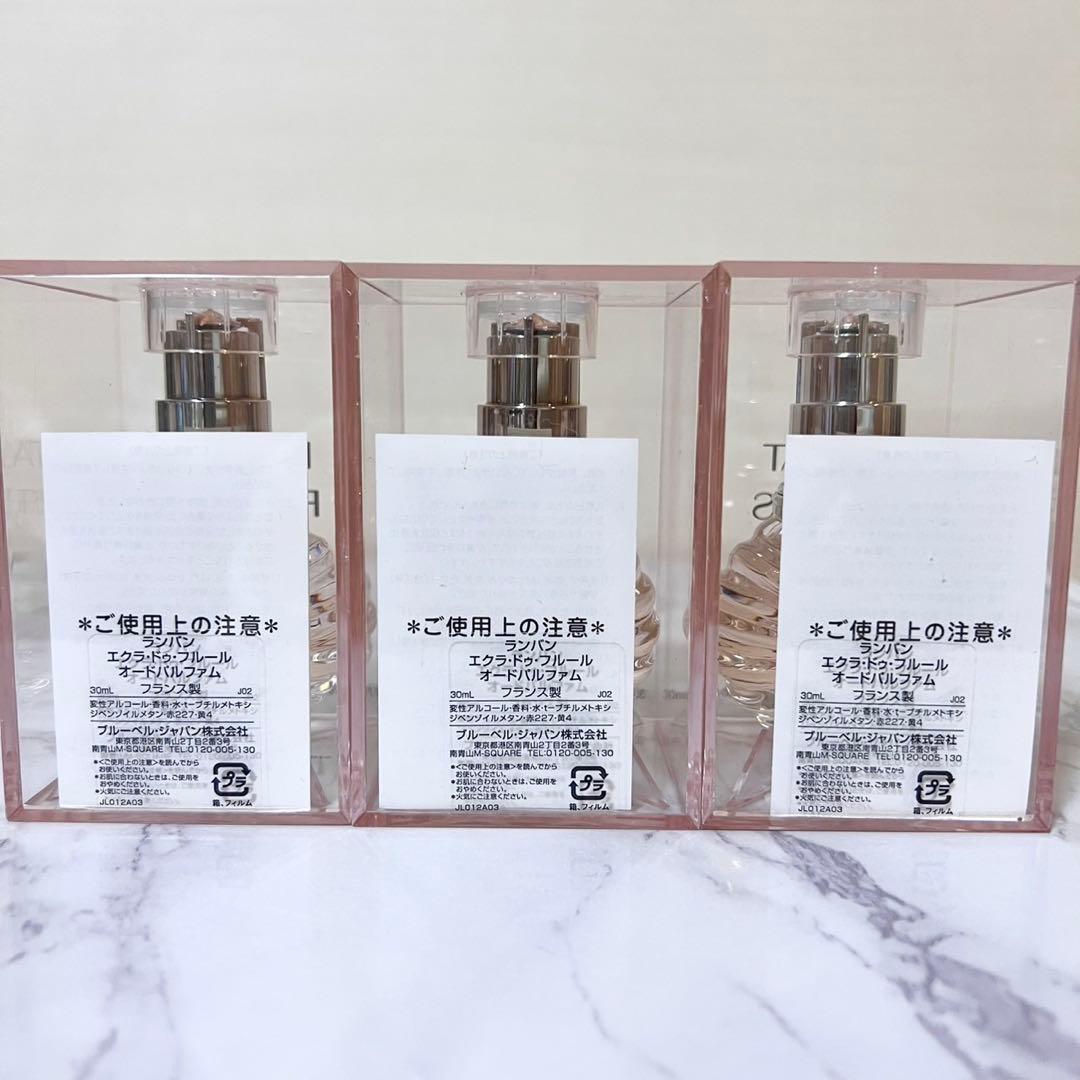 ＊ご使用上の注意＊
ランバン
エクラ・ドゥ・フルール
オードパルファム
30mL フランス製 J02
変性アルコール・香料・水・t-ブチルメトキシ
ジベンゾイルメタン・赤227・黄4
ブルーベル・ジャパン株式会社
東京都港区南青山2丁目2番3号
南青山M-SQUARE TEL:0120-005-130
＊<ご使用上の注意>を読んでから
お使いください。
＊お肌に合わないときは、ご使用を
おやめください。
＊火気にご注意ください。
プラ
JL012A03
＊ご使用上の注意＊
ランバン
エクラ・ドゥ・フルール
オードパルファム
30mL フランス製 J02
変性アルコール・香料・水・t-ブチルメトキシ
ジベンゾイルメタン・赤227・黄4
ブルーベル・ジャパン株式会社
東京都港区南青山2丁目2番3号
南青山M-SQUARE TEL:0120-005-130
＊<ご使用上の注意>を読んでから
お使いください。
＊お肌に合わないときは、ご使用を
おやめください。
＊火気にご注意ください。
プラ
JL012A03 箱、フィルム
＊ご使用上の注意＊
ランバン
エクラ・ドゥ・フルール
オードパルファム
30mL フランス製 J02
変性アルコール・香料・水・t-ブチルメトキシ
ジベンゾイルメタン・赤227・黄4
ブルーベル・ジャパン株式会社
東京都港区南青山2丁目2番3号
南青山M-SQUARE TEL:0120-005-130
＊<ご使用上の注意>を読んでから
お使いください。
＊お肌に合わないときは、ご使用を
おやめください。
＊火気にご注意ください。
プラ
JL012A03 箱、フィルム